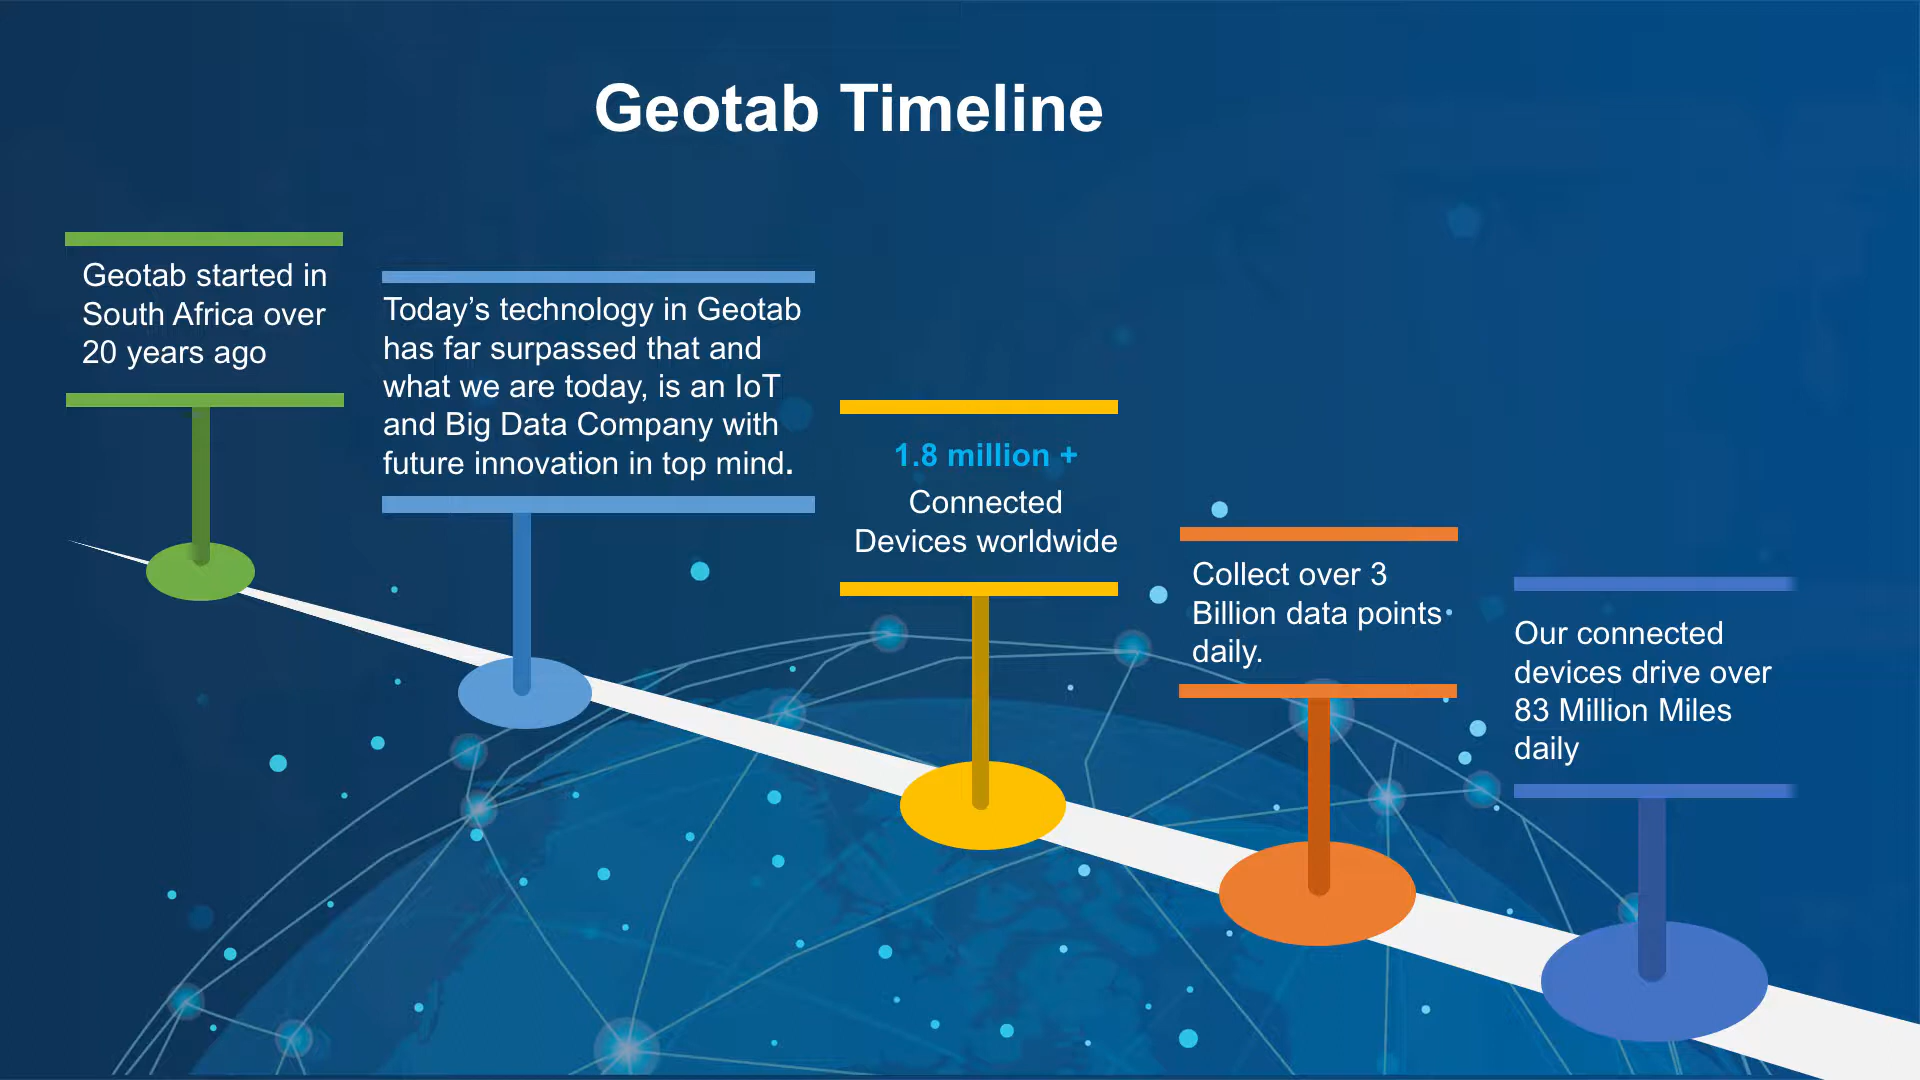 Geotab Timeline
Geotab started in
South Africa over
20 years ago
Today’s technology in Geotab
has far surpassed that and
what we are today, is an IoT
and Big Data Company with
future innovation in top mind.
1.8 million +
Connected
Devices worldwide
Collect over 3
Billion data points
daily.
Our connected
devices drive over
83 Million Miles
daily